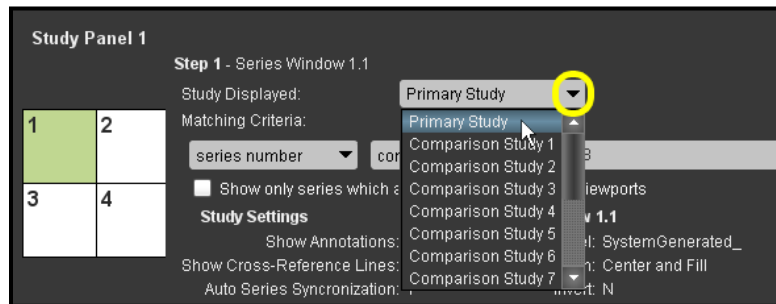 Study Panel 1
Step 1 - Series Window 1.1
Study Displayed: Primary Study
1 2
Matching Criteria: Primary Study
Comparison Study 1
series number
Comparison Study 2
Show only series which Comparison Study 3 viewports
3 4
Comparison Study 4
Study Settings 1.1
Comparison Study 5
Show Annotations: SystemGenerated_
Comparison Study 6
Show Cross-Reference Lines: Center and Fill
Comparison Study 7
Auto Series Syncronization: Invert: N